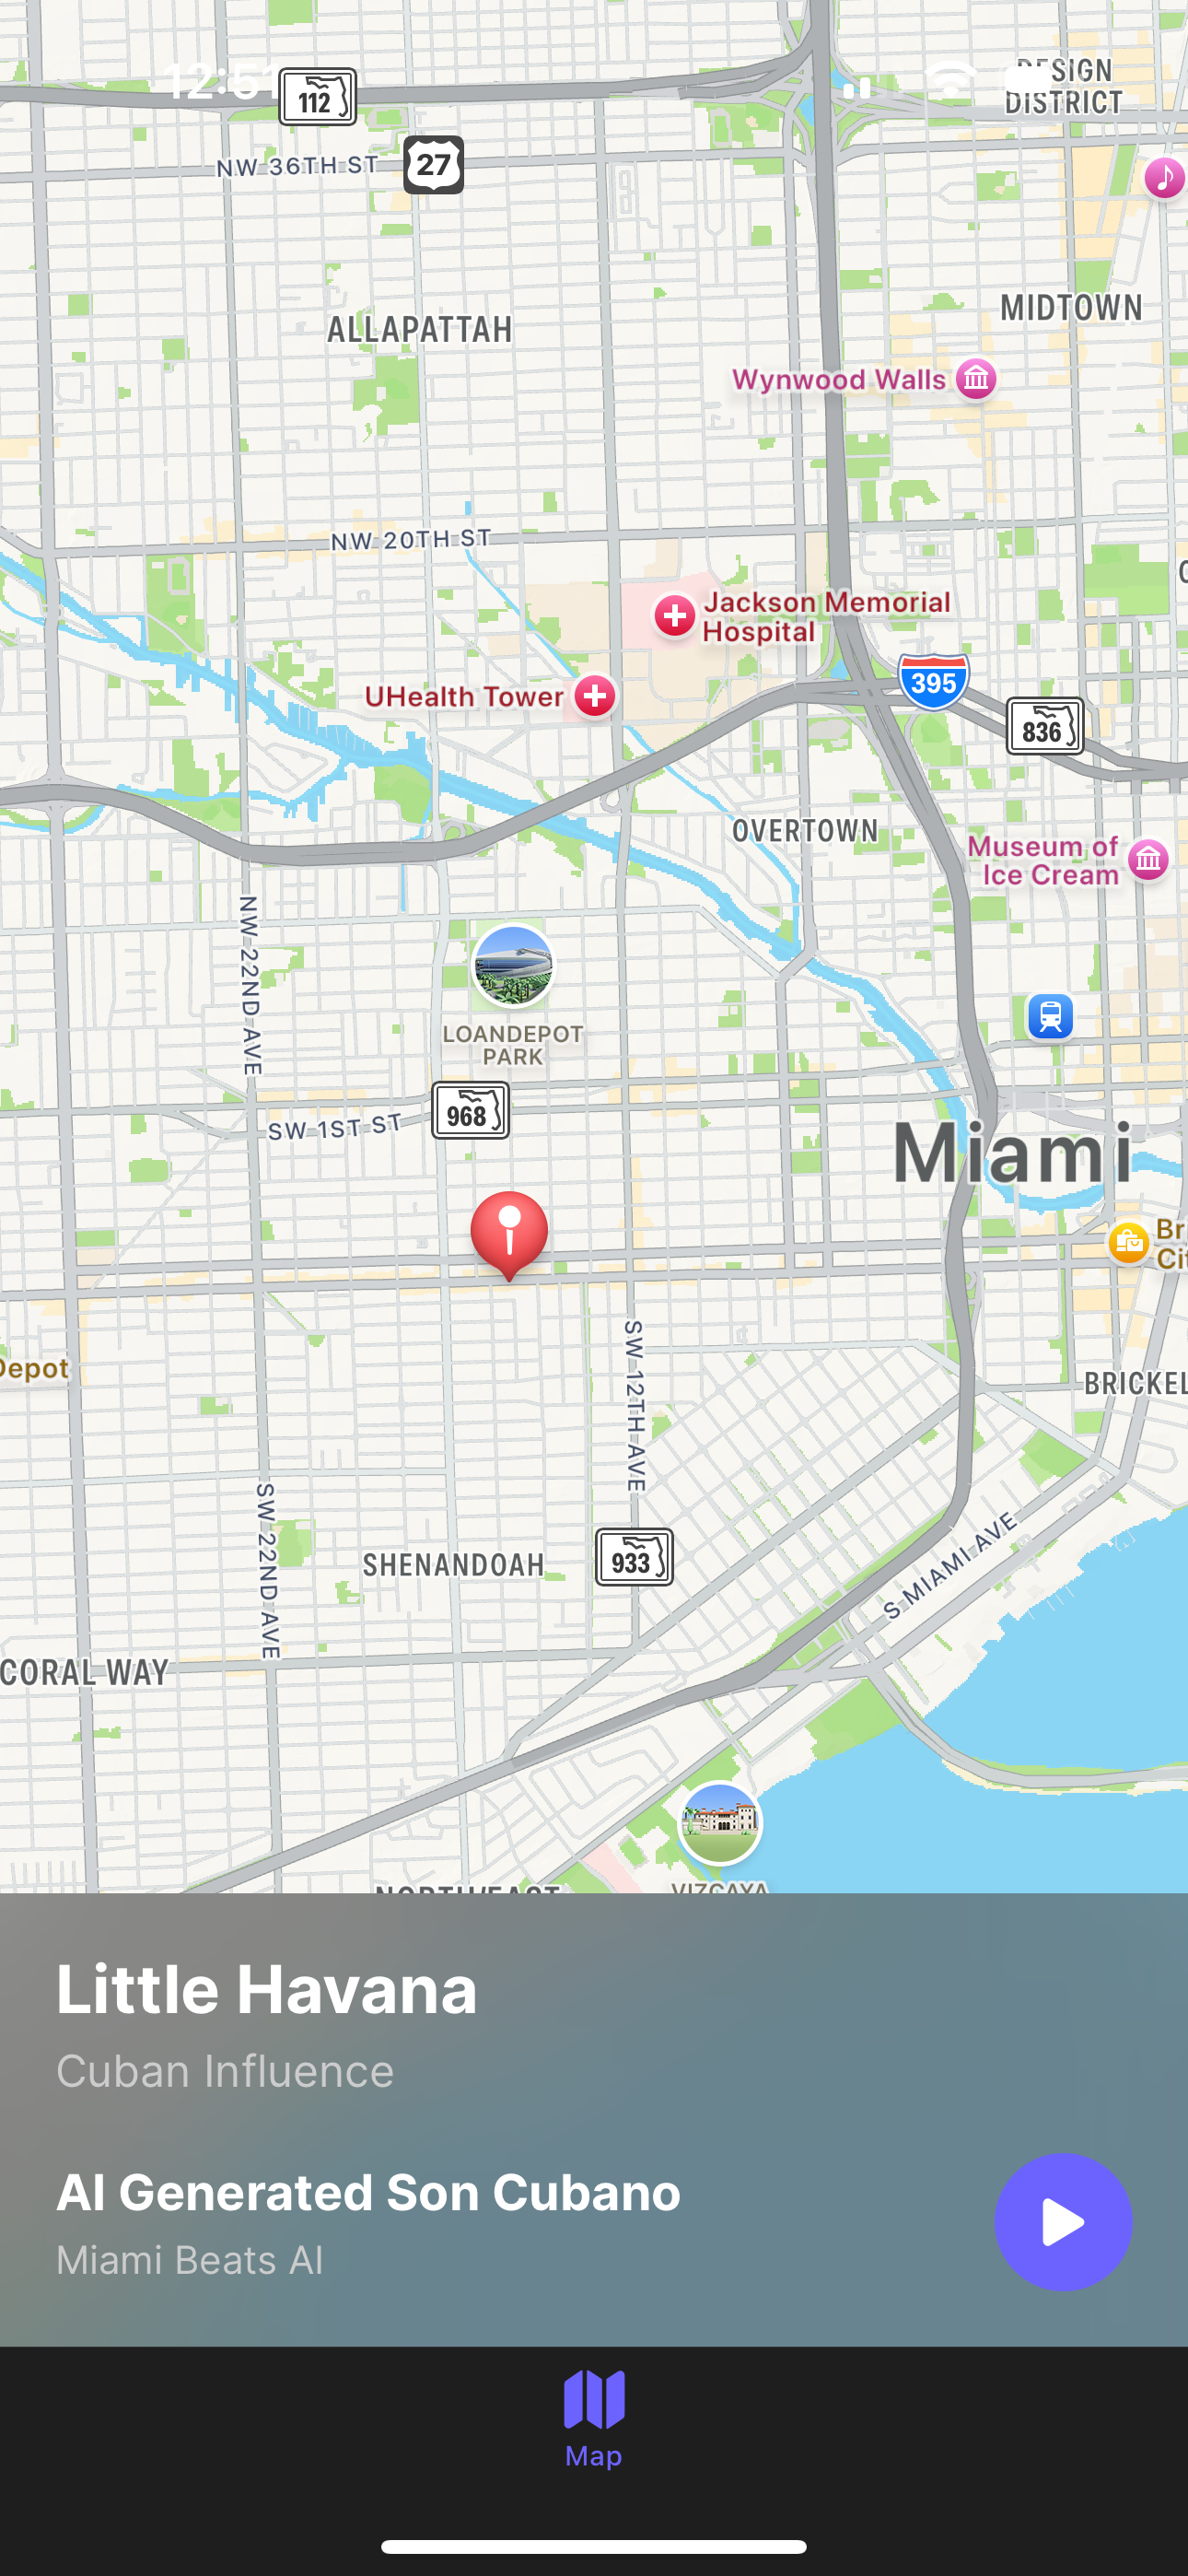 12:51
112
DESIGN
DISTRICT
NW 36TH ST
27
MIDTOWN
ALLAPATTAH
Wynwood Walls
NW 20TH ST
Jackson Memorial
Hospital
UHealth Tower
395
836
OVERTOWN
Museum of
Ice Cream
NW 22ND AVE
LOANDEPOT
PARK
968
SW 1ST ST
Miami
Br
Cit
SW 12TH AVE
Depot
BRICKEL
SW 22ND AVE
SHENANDOAH
933
S MIAMI AVE
CORAL WAY
NORTHEAST
VIZCAYA
Little Havana
Cuban Influence
AI Generated Son Cubano
Miami Beats AI
Map